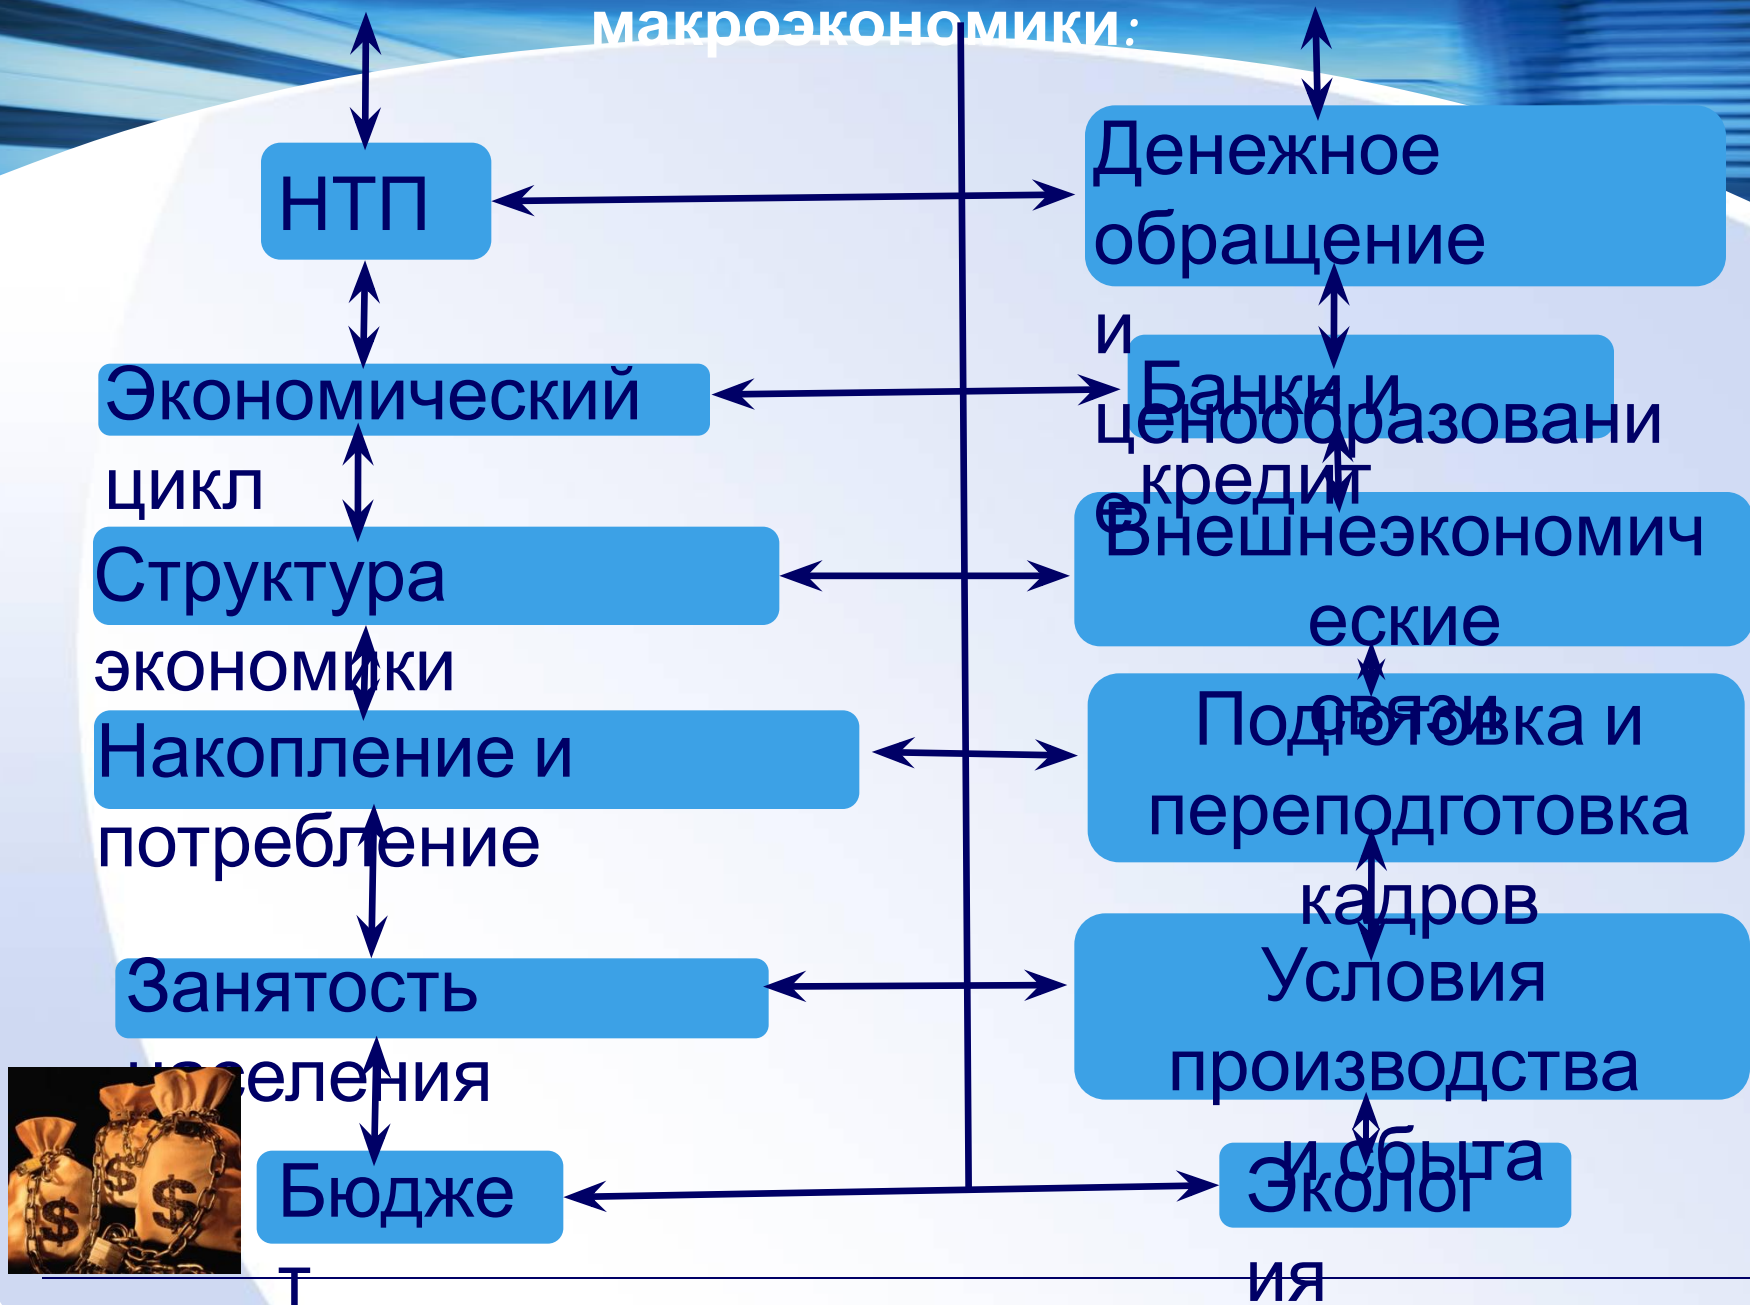 макроэкономики:
НТП
Денежное
обращение
и
ценообразовани
е
Экономический
цикл
Банки и
кредит
Структура
экономики
Внешнеэкономич
еские
связи
Накопление и
потребление
Подготовка и
переподготовка
кадров
Занятость
населения
Условия
производства
и сбыта
Бюдже
т
Эколог
ия
$
$
$